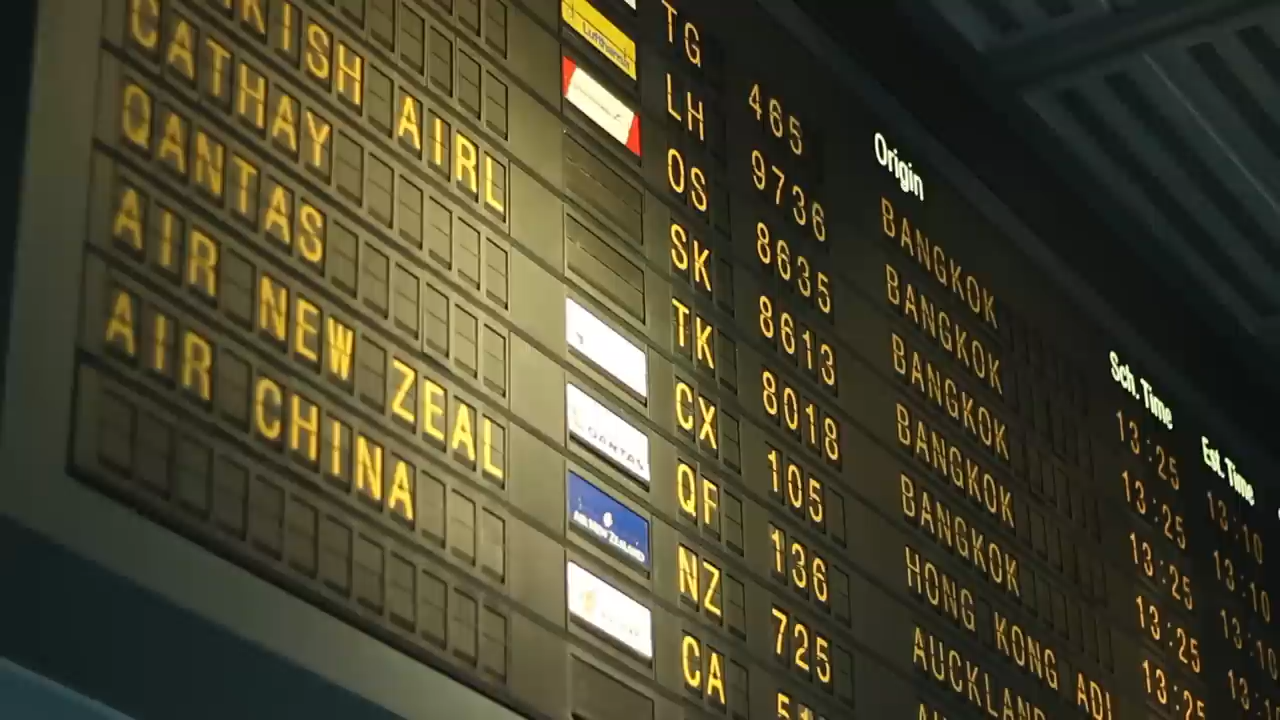 Origin Sch. Time Est. Time
TG 465 BANGKOK 13:25 13:10
Lufthansa LH 9736 BANGKOK 13:25 13:10
OS 8635 BANGKOK 13:25 13:10
SK 8613 BANGKOK 13:25
KISH AIRL TK 8018 BANGKOK 13:25
CATHAY CX 105 HONG KONG ADL
QANTAS QANTAS QF 136 AUCKLAND
AIR NEW ZEAL AIR NEW ZEALAND NZ 725
AIR CHINA CA